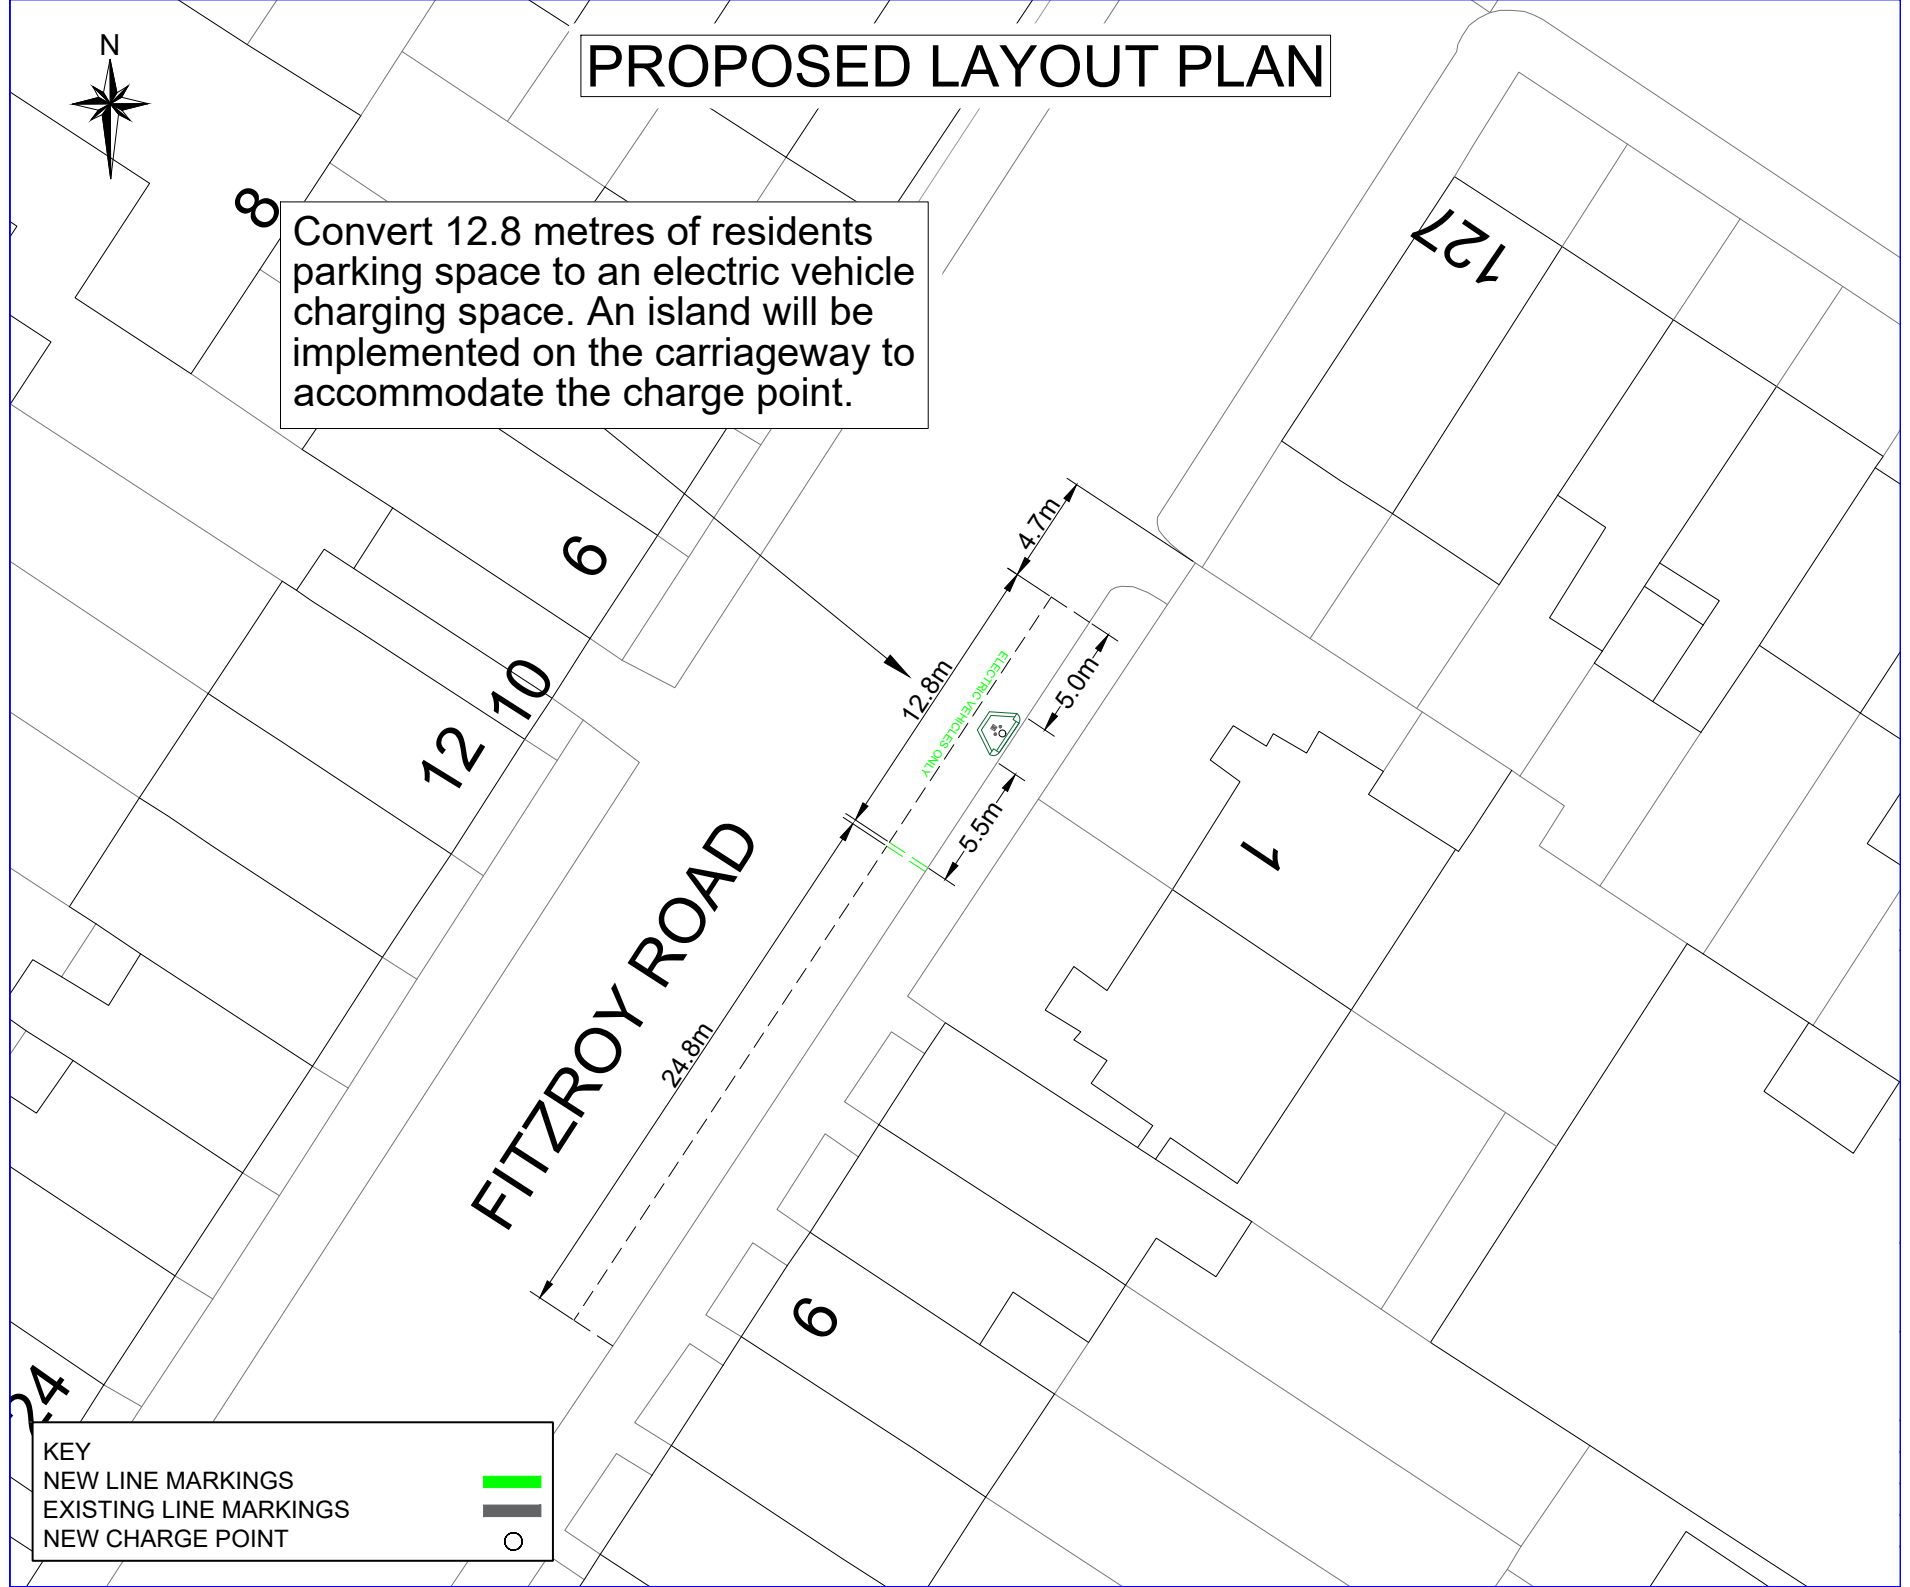 N
PROPOSED LAYOUT PLAN
8
127
Convert 12.8 metres of residents
parking space to an electric vehicle
charging space. An island will be
implemented on the carriageway to
accommodate the charge point.
4.7m
6
12.8m
ELECTRIC VEHICLES ONLY
5.0m
10
12
5.5m
1
FITZROY ROAD
24.8m
6
24
KEY
NEW LINE MARKINGS
EXISTING LINE MARKINGS
NEW CHARGE POINT